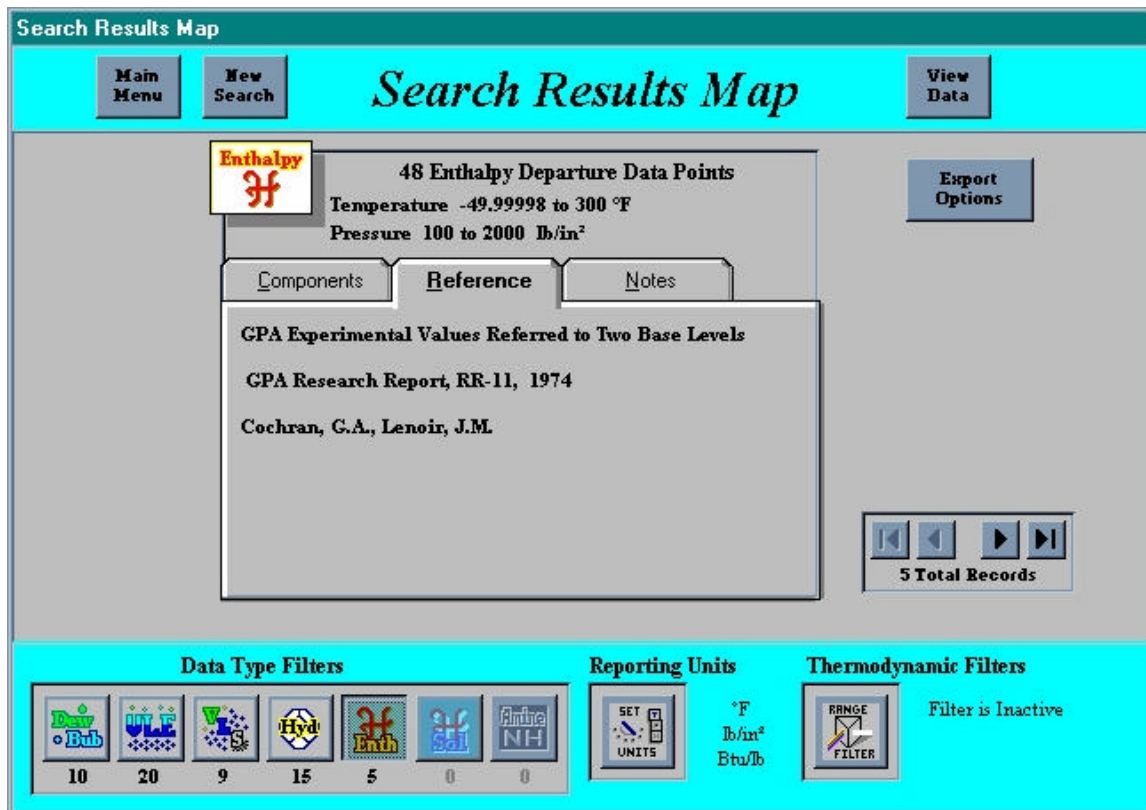 Search Results Map
Main
Menu
New
Search
Search Results Map
View
Data
Enthalpy
H
48 Enthalpy Departure Data Points
Temperature -49.99998 to 300 °F
Pressure 100 to 2000 lb/in²
Export
Options
Components
Reference
Notes
GPA Experimental Values Referred to Two Base Levels
GPA Research Report, RR-11, 1974
Cochran, G.A., Lenoir, J.M.
5 Total Records
Data Type Filters
Reporting Units
Thermodynamic Filters
Dew
Bub
VLE
VLS
Hyd
H
Enth
H
Sol
Amine
NH
10 20 9 15 5 0 0
SET
UNITS
°F
lb/in²
Btu/lb
RANGE
FILTER
Filter is Inactive